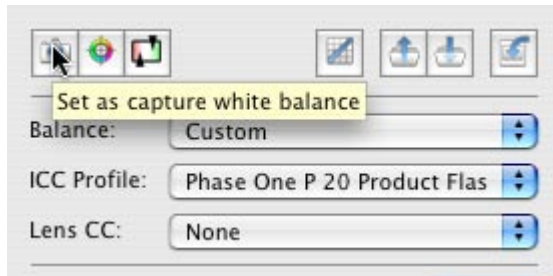 Set as capture white balance
Balance: Custom
ICC Profile: Phase One P 20 Product Flas
Lens CC: None